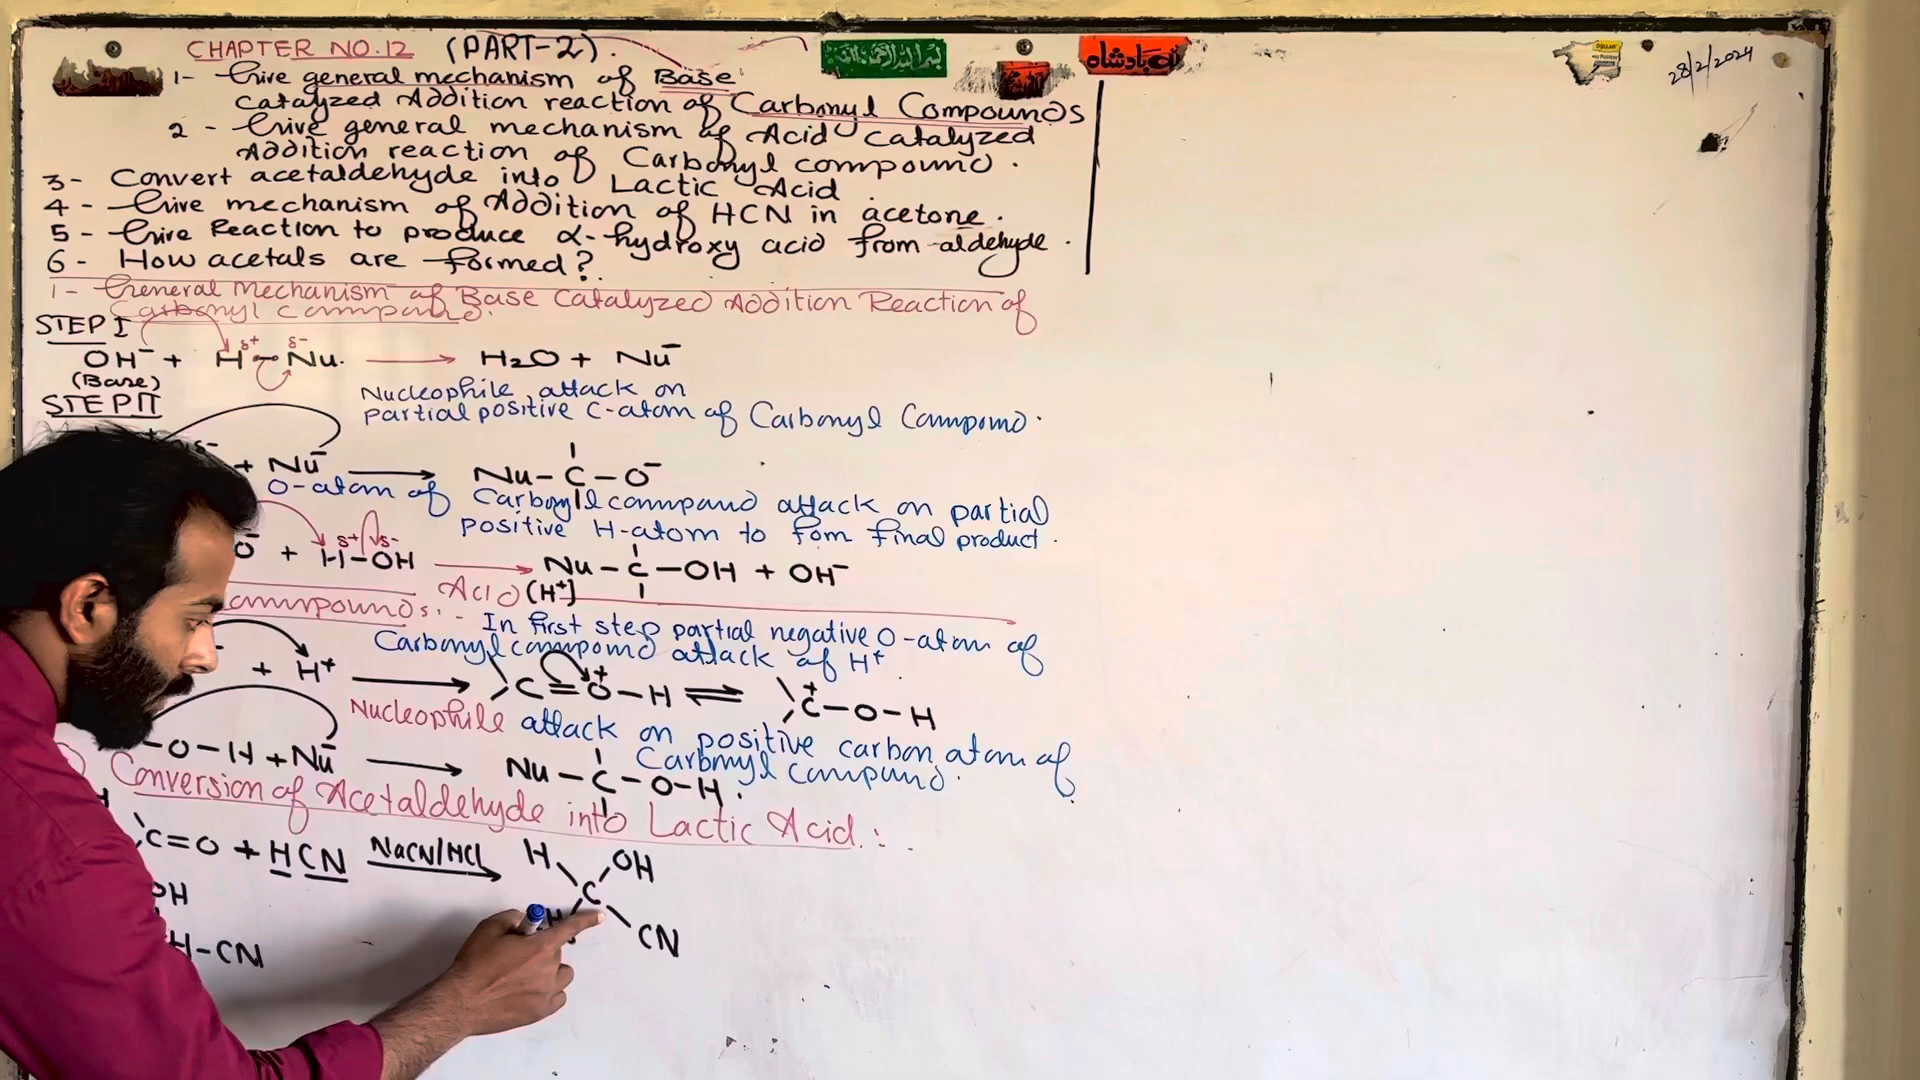 CHAPTER NO.12 (PART-2).
28/2/2024
1- Give general mechanism of Base
Catalyzed Addition reaction of Carbonyl Compounds
2 - Give general mechanism of Acid Catalyzed
Addition reaction of Carbonyl compound.
3- Convert acetaldehyde into Lactic Acid.
4- Give mechanism of Addition of HCN in acetone.
5- Give Reaction to produce α-hydroxy acid from aldehyde.
6- How acetals are formed?
1- General Mechanism of Base Catalyzed Addition Reaction of
Carbonyl Compound.
STEP I
OH⁻ + H^δ+ – Nu^δ-. → H₂O + Nu⁻
(Base)
STEP II
Nucleophile attack on
partial positive C-atom of Carbonyl Compound.
δ- + Nu⁻ → Nu-C-O⁻
O-atom of Carbonyl compound attack on partial
positive H-atom to fom final product.
O⁻ + H^δ+-OH^δ- → Nu-C-OH + OH⁻
Acid (H⁺)
ompounds:-
In first step partial negative O-atom of
Carbonyl compound attack of H⁺
+ H⁺ → C=O⁺-H ⇌ C⁺-O-H
Nucleophile attack on positive carbon atom of
Carbonyl compound.
-O-H + Nu⁻ → Nu-C-O-H.
Conversion of Acetaldehyde into Lactic Acid:-
H
C=O + HCN NaCN/HCl → H OH
C
CN
OH
H-CN